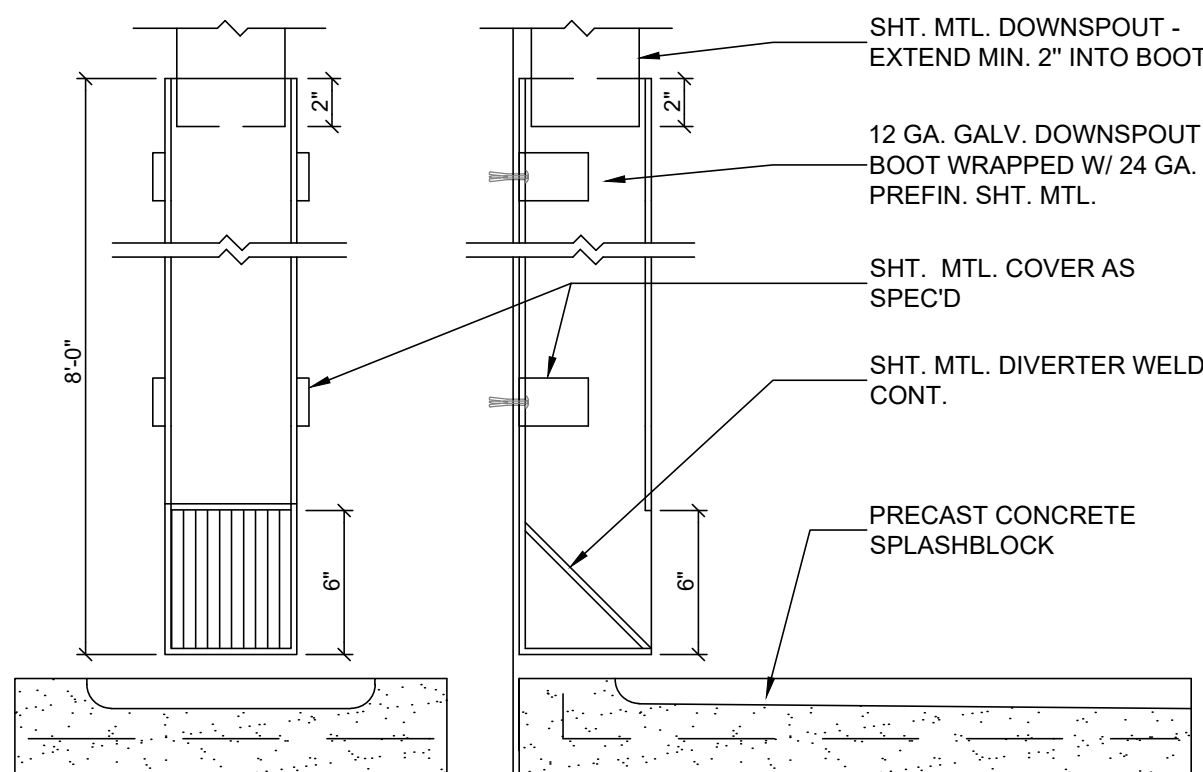 SHT. MTL. DOWNSPOUT -
EXTEND MIN. 2" INTO BOOT
2"
2"
12 GA. GALV. DOWNSPOUT
BOOT WRAPPED W/ 24 GA.
PREFIN. SHT. MTL.
SHT. MTL. COVER AS
SPEC'D
8'-0"
SHT. MTL. DIVERTER WELD
CONT.
PRECAST CONCRETE
SPLASHBLOCK
6"
6"